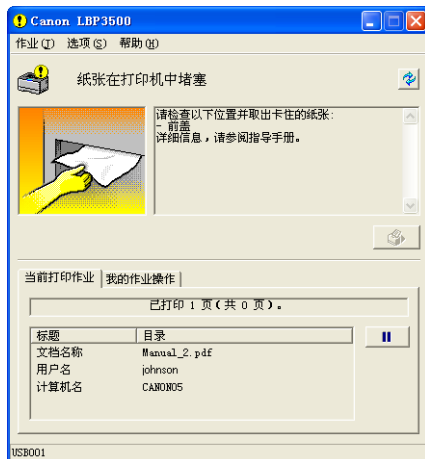 Canon LBP3500
作业(J) 选项(S) 帮助(H)
纸张在打印机中堵塞
请检查以下位置并取出卡住的纸张:
- 前盖
详细信息，请参阅指导手册。
当前打印作业 我的作业操作
已打印 1 页(共 0 页)。
标题 目录
文档名称 Manual_2.pdf
用户名 johnson
计算机名 CANON05
USB001